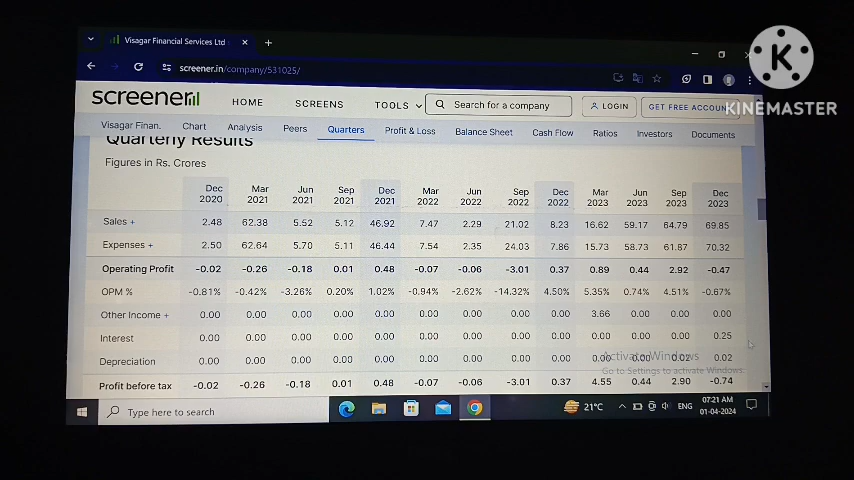 Visagar Financial Services Ltd
screener.in/company/531025/
K
KINEMASTER
screener
HOME
SCREENS
TOOLS
Search for a company
LOGIN
GET FREE ACCOUNT
Visagar Finan.
Chart
Analysis
Peers
Quarters
Profit & Loss
Balance Sheet
Cash Flow
Ratios
Investors
Documents
Quarterly Results
Figures in Rs. Crores
Dec 2020 Mar 2021 Jun 2021 Sep 2021 Dec 2021 Mar 2022 Jun 2022 Sep 2022 Dec 2022 Mar 2023 Jun 2023 Sep 2023 Dec 2023
Sales + 2.48 62.38 5.52 5.12 46.92 7.47 2.29 21.02 8.23 16.62 59.17 64.79 69.85
Expenses + 2.50 62.64 5.70 5.11 46.44 7.54 2.35 24.03 7.86 15.73 58.73 61.87 70.32
Operating Profit -0.02 -0.26 -0.18 0.01 0.48 -0.07 -0.06 -3.01 0.37 0.89 0.44 2.92 -0.47
OPM % -0.81% -0.42% -3.26% 0.20% 1.02% -0.94% -2.62% -14.32% 4.50% 5.35% 0.74% 4.51% -0.67%
Other Income + 0.00 0.00 0.00 0.00 0.00 0.00 0.00 0.00 0.00 3.66 0.00 0.00 0.00
Interest 0.00 0.00 0.00 0.00 0.00 0.00 0.00 0.00 0.00 0.00 0.00 0.00 0.25
Depreciation 0.00 0.00 0.00 0.00 0.00 0.00 0.00 0.00 0.00 0.00 0.00 0.02 0.02
Activate Windows
Go to Settings to activate Windows.
Profit before tax -0.02 -0.26 -0.18 0.01 0.48 -0.07 -0.06 -3.01 0.37 4.55 0.44 2.90 -0.74
Type here to search
21°C
ENG
07:21 AM
01-04-2024